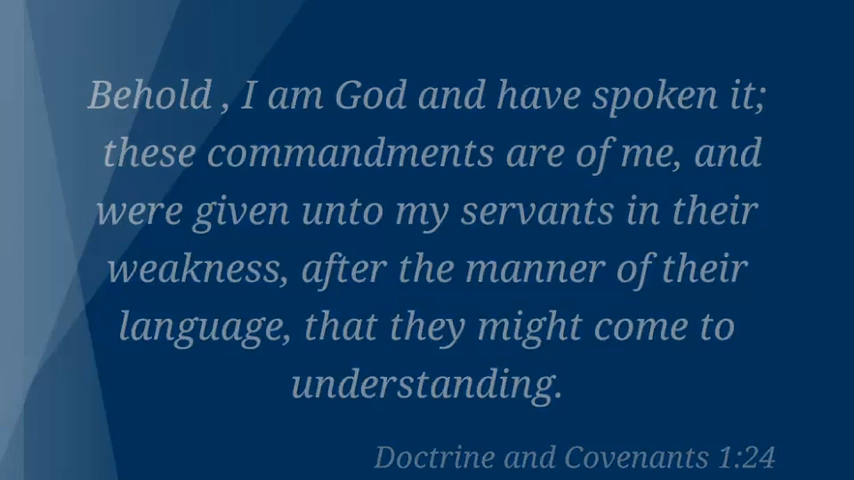 Behold , I am God and have spoken it;
these commandments are of me, and
were given unto my servants in their
weakness, after the manner of their
language, that they might come to
understanding.
Doctrine and Covenants 1:24